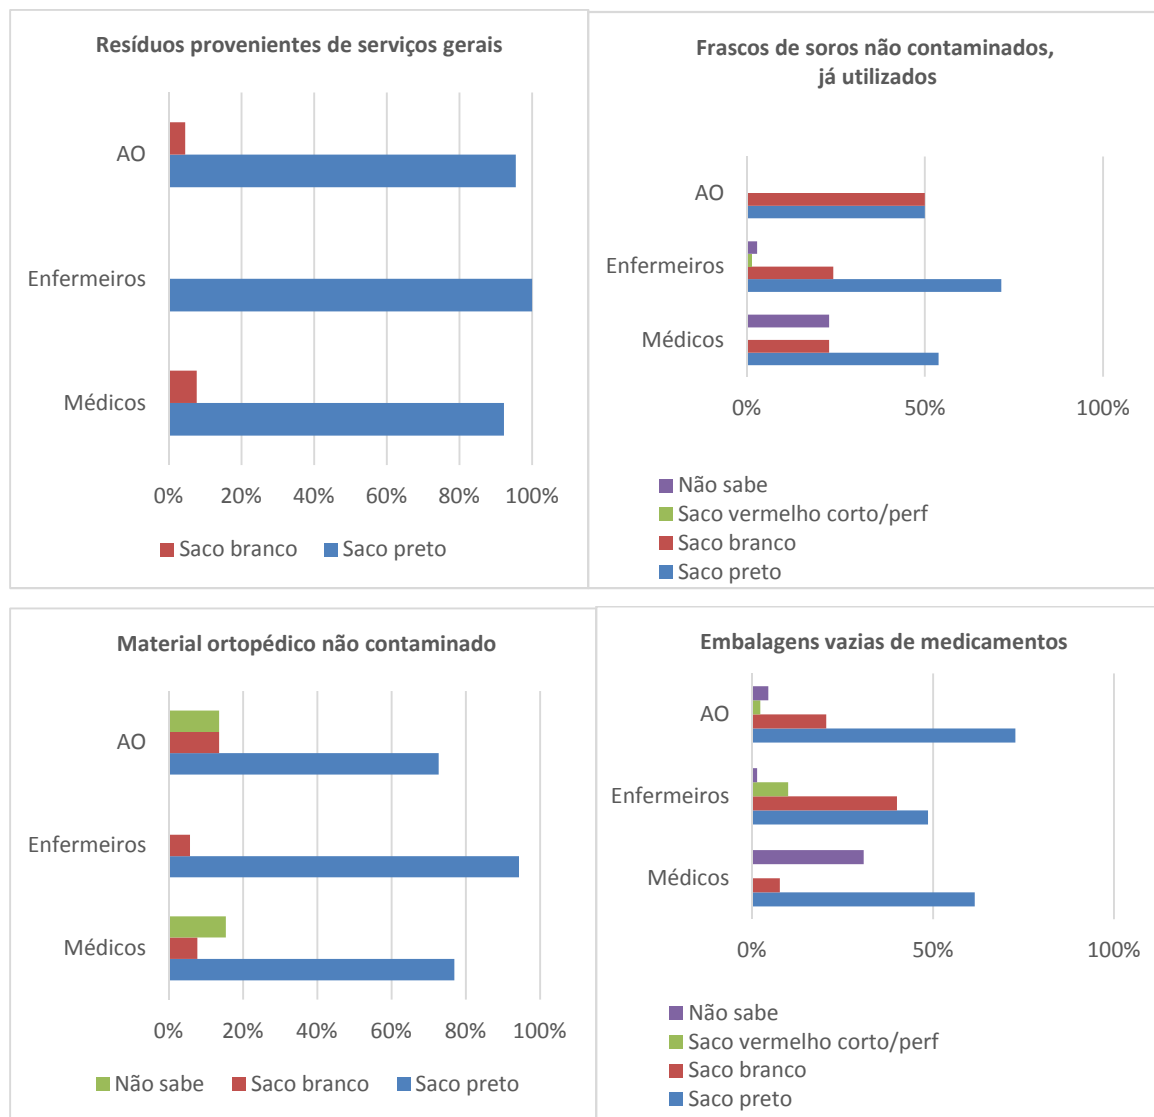 Resíduos provenientes de serviços gerais
AO
Enfermeiros
Médicos
0% 20% 40% 60% 80% 100%
Saco branco Saco preto
Frascos de soros não contaminados,
já utilizados
AO
Enfermeiros
Médicos
0% 50% 100%
Não sabe
Saco vermelho corto/perf
Saco branco
Saco preto
Material ortopédico não contaminado
AO
Enfermeiros
Médicos
0% 20% 40% 60% 80% 100%
Não sabe Saco branco Saco preto
Embalagens vazias de medicamentos
AO
Enfermeiros
Médicos
0% 50% 100%
Não sabe
Saco vermelho corto/perf
Saco branco
Saco preto